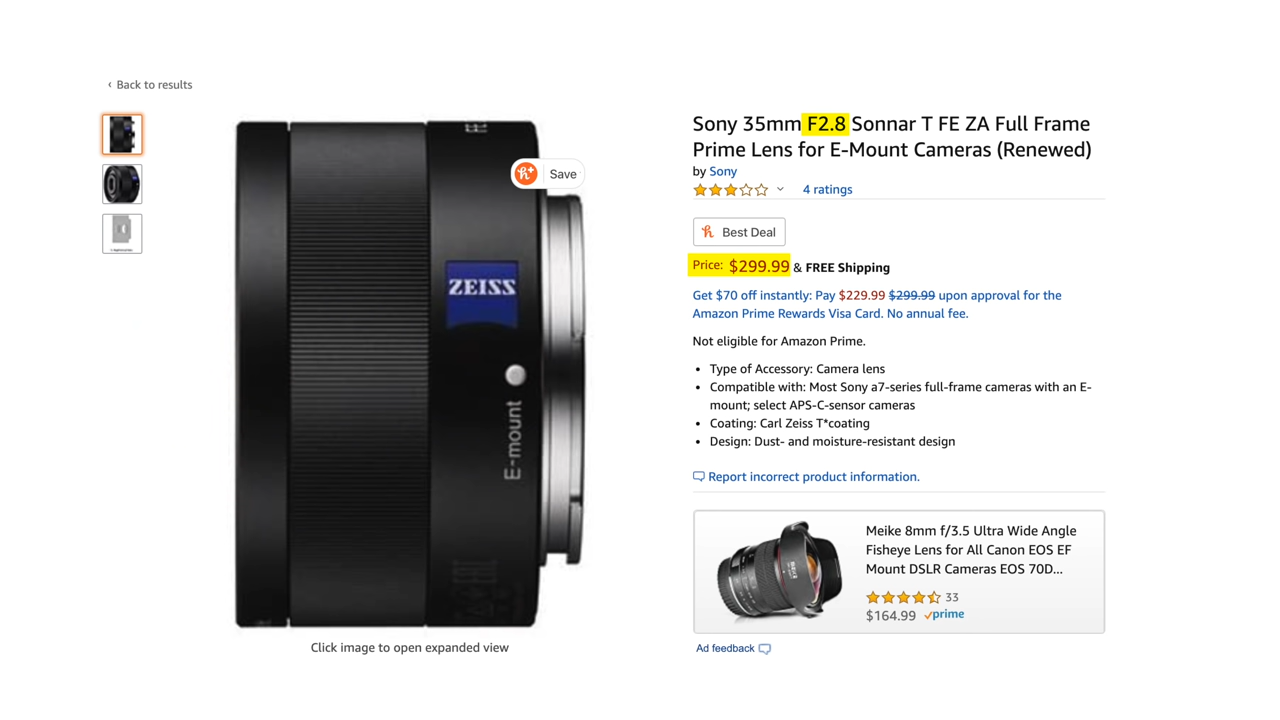 ‹ Back to results
Save
ZEISS
E-mount
Click image to open expanded view
Sony 35mm F2.8 Sonnar T FE ZA Full Frame
Prime Lens for E-Mount Cameras (Renewed)
by Sony
4 ratings
Best Deal
Price: $299.99 & FREE Shipping
Get $70 off instantly: Pay $229.99 $299.99 upon approval for the
Amazon Prime Rewards Visa Card. No annual fee.
Not eligible for Amazon Prime.
• Type of Accessory: Camera lens
• Compatible with: Most Sony a7-series full-frame cameras with an E-
mount; select APS-C-sensor cameras
• Coating: Carl Zeiss T*coating
• Design: Dust- and moisture-resistant design
Report incorrect product information.
Meike 8mm f/3.5 Ultra Wide Angle
Fisheye Lens for All Canon EOS EF
Mount DSLR Cameras EOS 70D...
33
$164.99 prime
Ad feedback